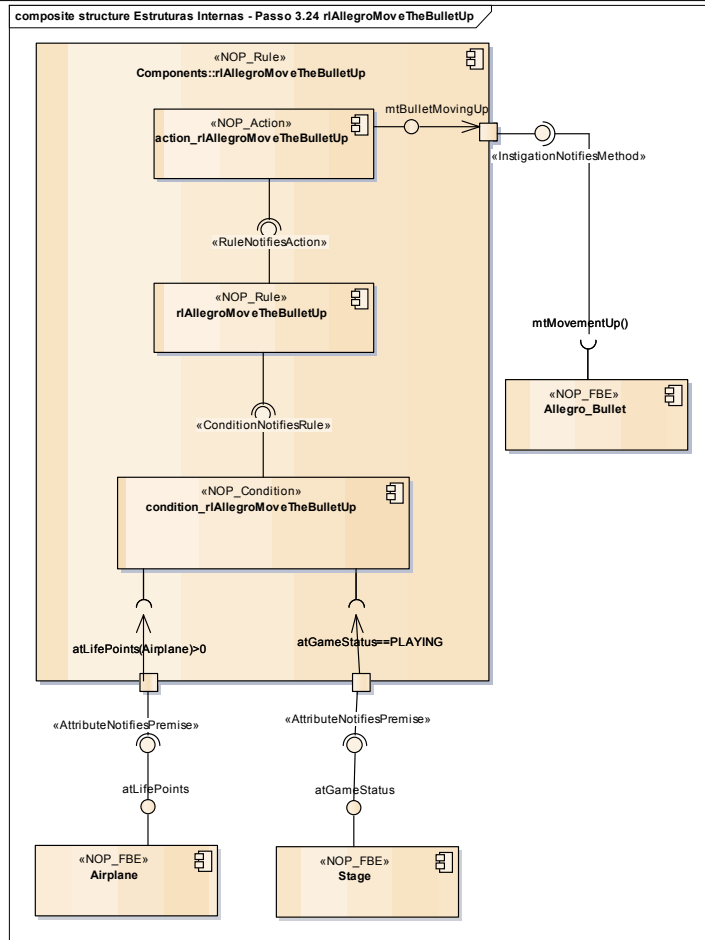 composite structure Estruturas Internas - Passo 3.24 rlAllegroMoveTheBulletUp
«NOP_Rule»
Components::rlAllegroMoveTheBulletUp
«NOP_Action»
action_rlAllegroMoveTheBulletUp
mtBulletMovingUp
«InstigationNotifiesMethod»
«RuleNotifiesAction»
«NOP_Rule»
rlAllegroMoveTheBulletUp
mtMovementUp()
«NOP_FBE»
Allegro_Bullet
«ConditionNotifiesRule»
«NOP_Condition»
condition_rlAllegroMoveTheBulletUp
atLifePoints(Airplane)>0
atGameStatus==PLAYING
«AttributeNotifiesPremise»
«AttributeNotifiesPremise»
atLifePoints
atGameStatus
«NOP_FBE»
Airplane
«NOP_FBE»
Stage